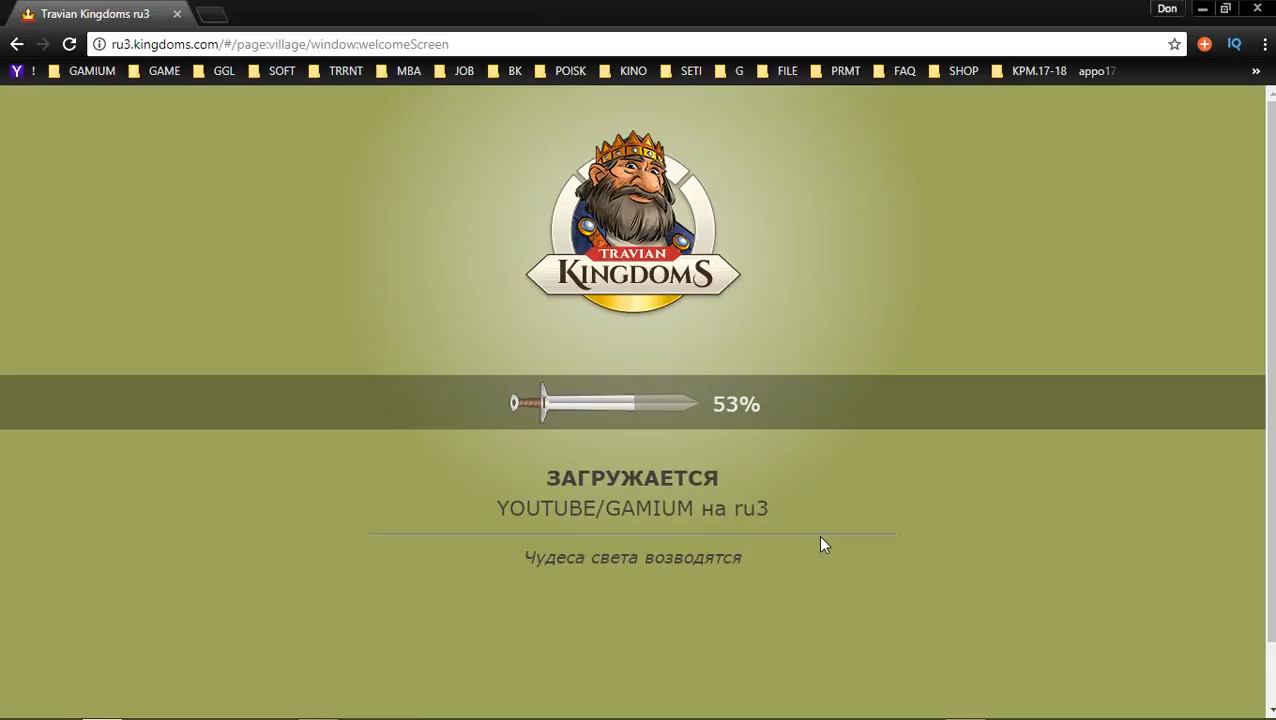 Travian Kingdoms ru3
Don
ru3.kingdoms.com/#/page:village/window:welcomeScreen
IQ
Y ! GAMIUM GAME GGL SOFT TRRNT MBA JOB BK POISK KINO SETI G FILE PRMT FAQ SHOP KPM.17-18 appo17 »
TRAVIAN
KINGDOMS
53%
ЗАГРУЖАЕТСЯ
YOUTUBE/GAMIUM на ru3
Чудеса света возводятся